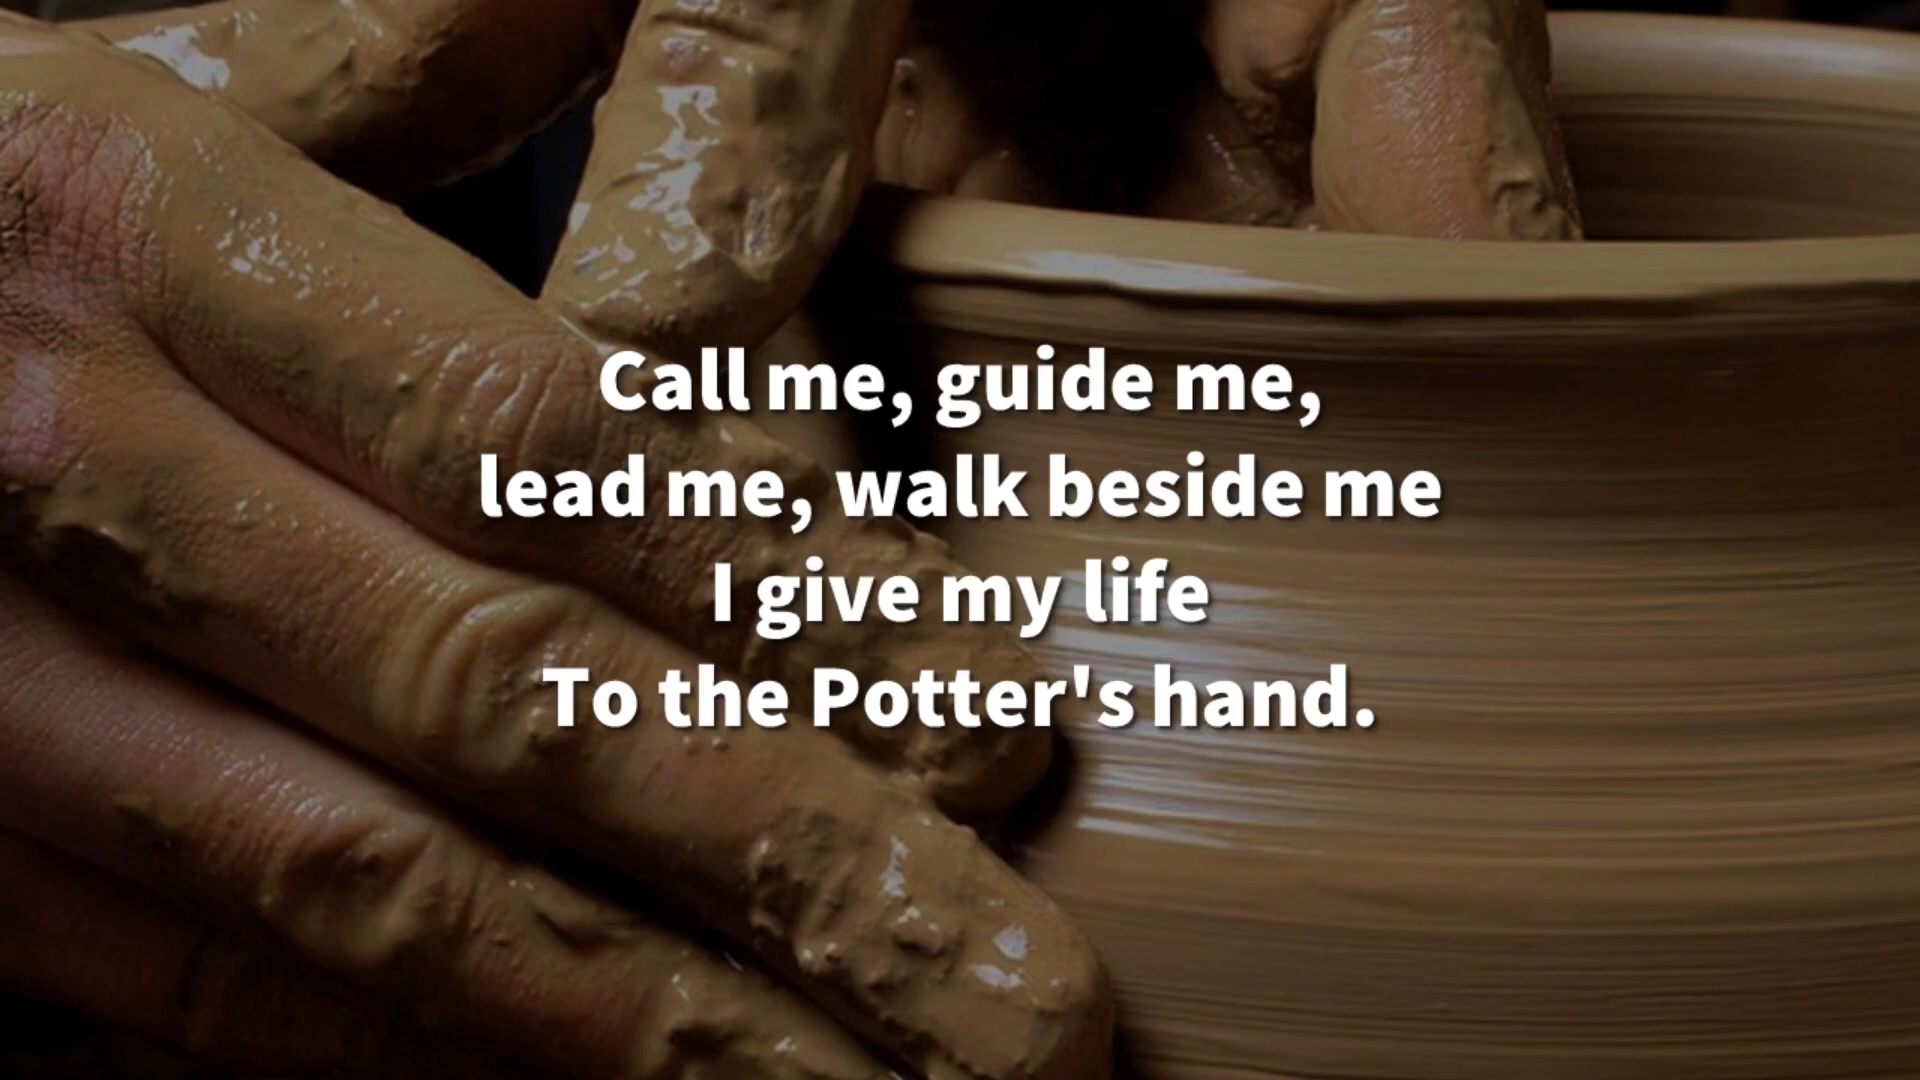 Call me, guide me,
lead me, walk beside me
I give my life
To the Potter's hand.